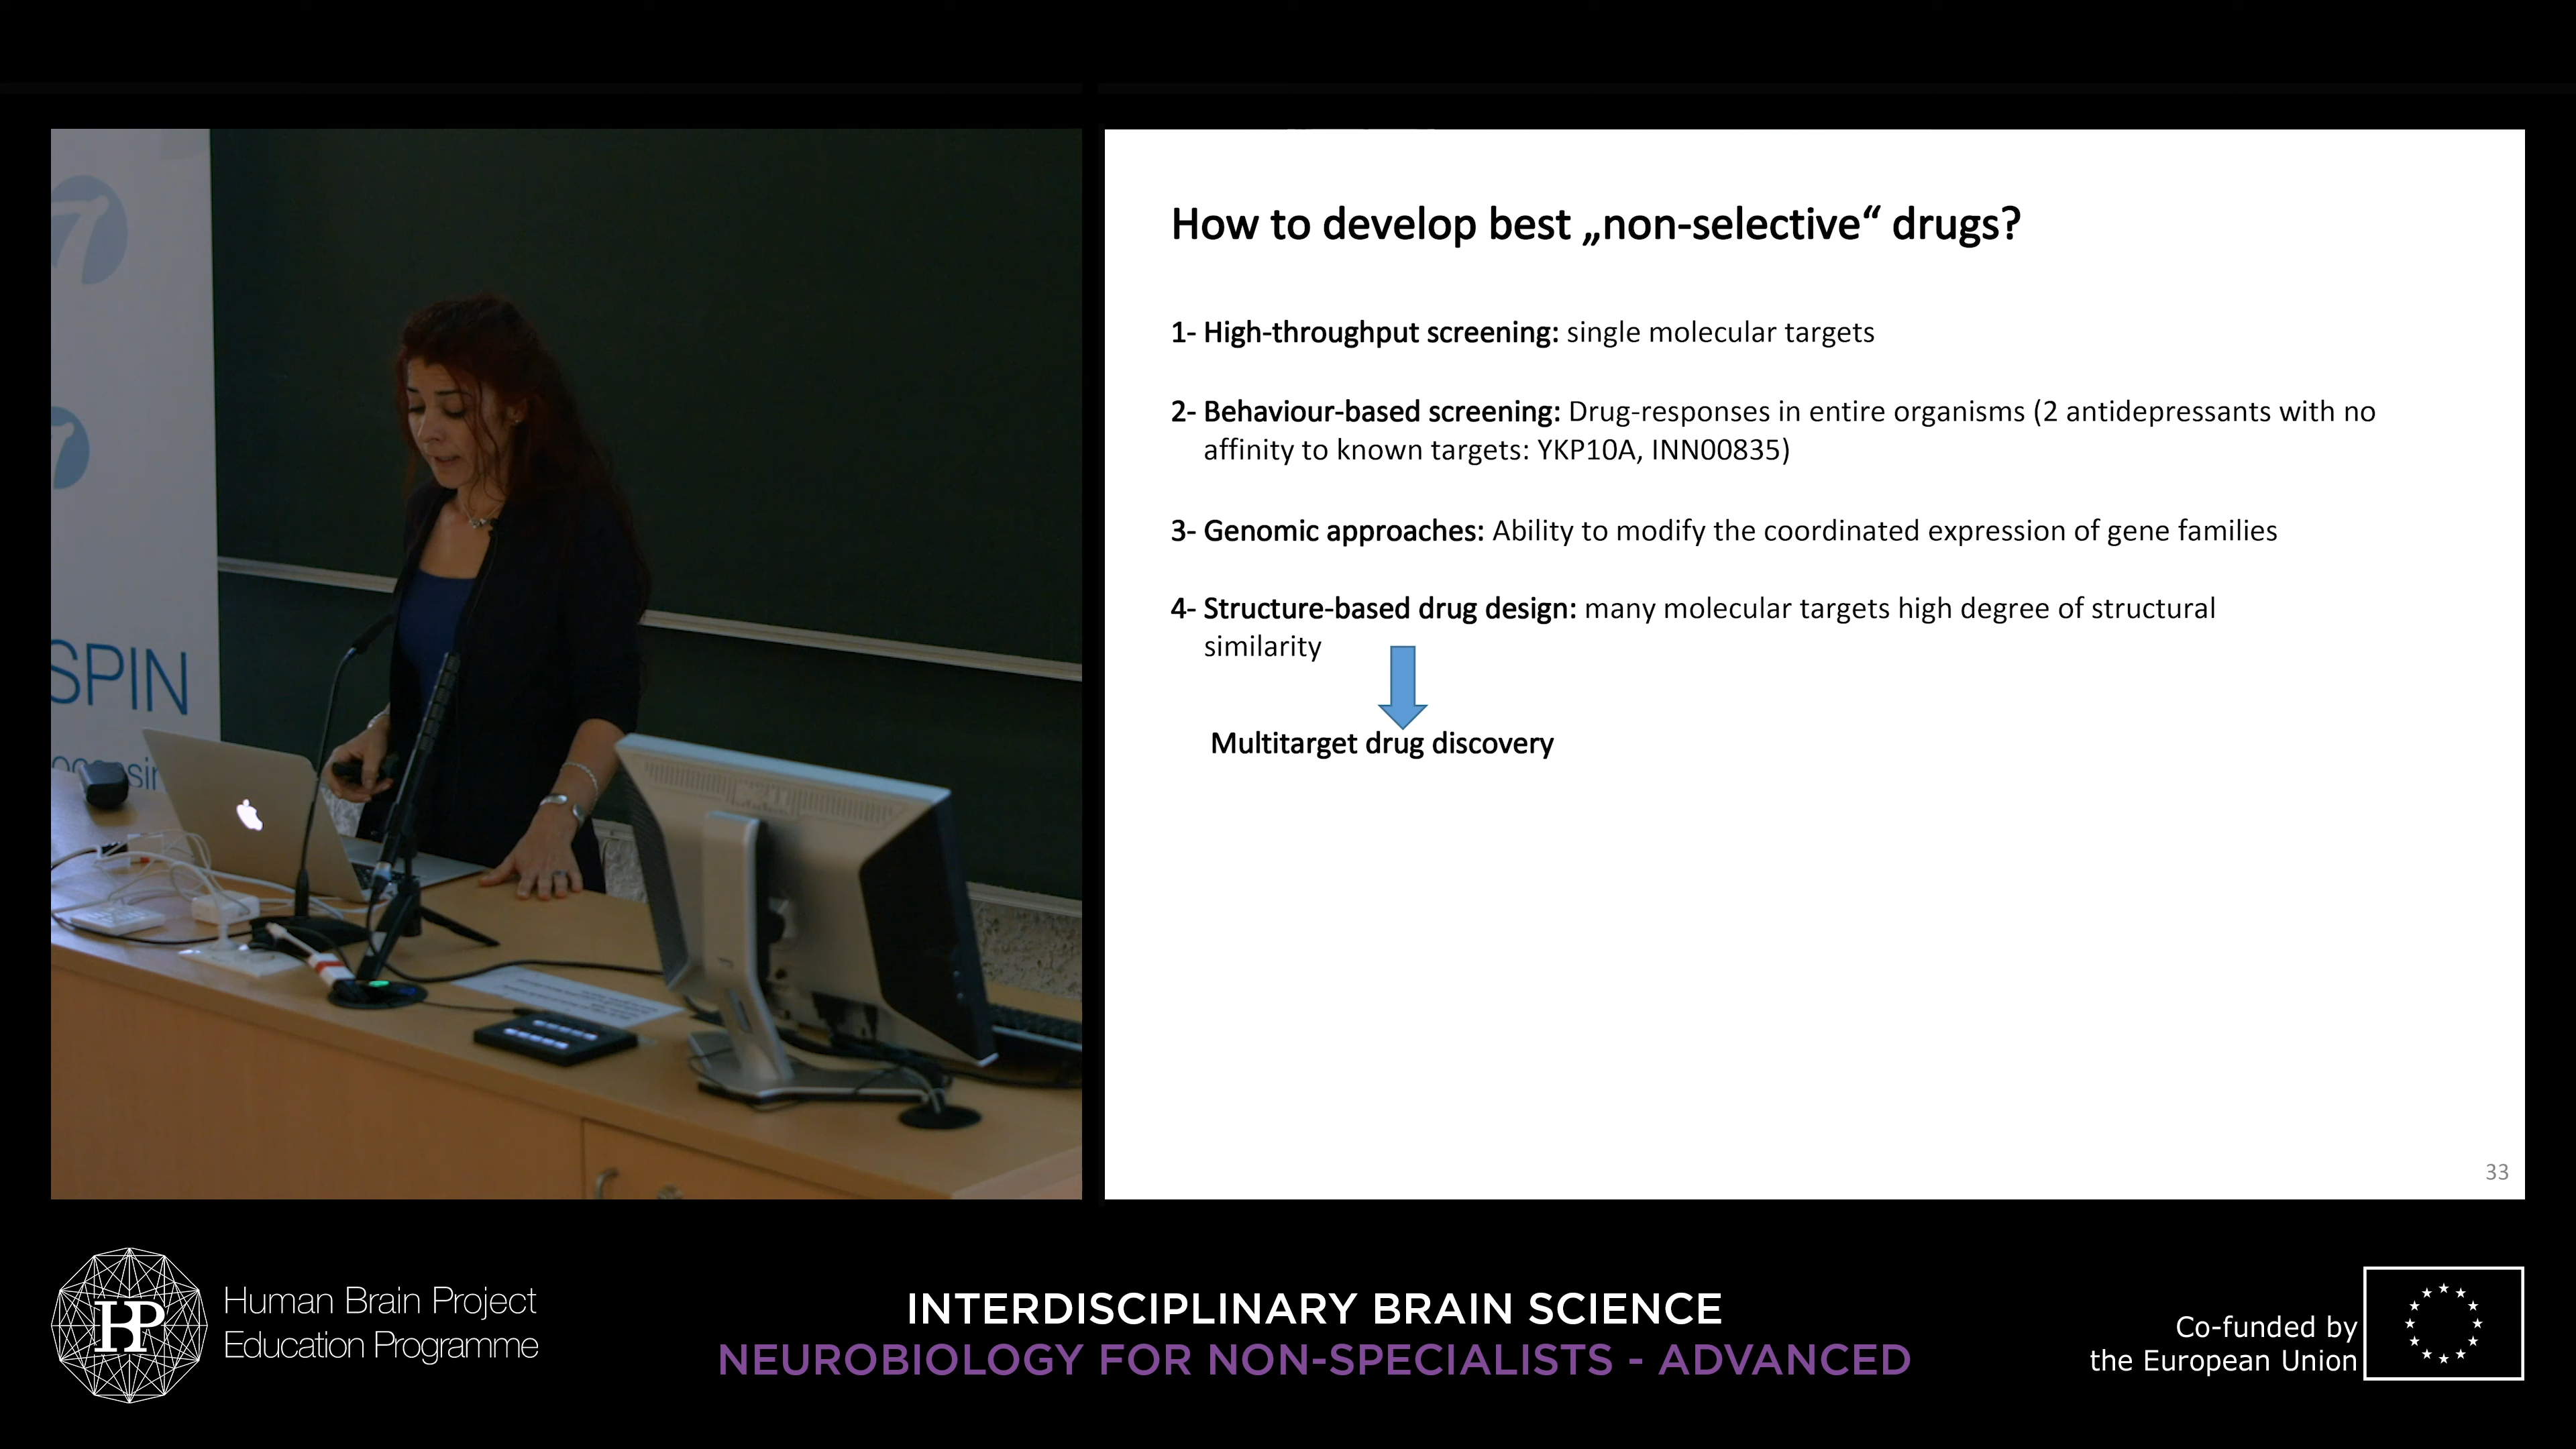 SPIN
How to develop best „non-selective“ drugs?
1- High-throughput screening: single molecular targets
2- Behaviour-based screening: Drug-responses in entire organisms (2 antidepressants with no
affinity to known targets: YKP10A, INN00835)
3- Genomic approaches: Ability to modify the coordinated expression of gene families
4- Structure-based drug design: many molecular targets high degree of structural
similarity
Multitarget drug discovery
33
HBP
Human Brain Project
Education Programme
INTERDISCIPLINARY BRAIN SCIENCE
NEUROBIOLOGY FOR NON-SPECIALISTS - ADVANCED
Co-funded by
the European Union